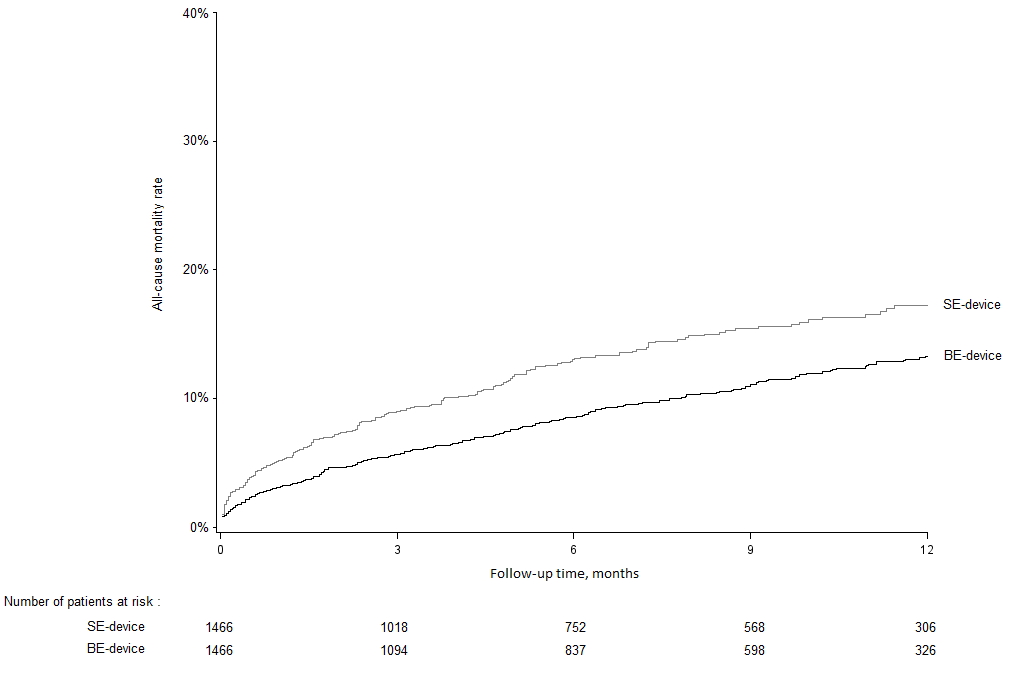 40%
30%
20%
10%
0%
All-cause mortality rate
SE-device
BE-device
0 3 6 9 12
Follow-up time, months
Number of patients at risk :
SE-device 1466 1018 752 568 306
BE-device 1466 1094 837 598 326